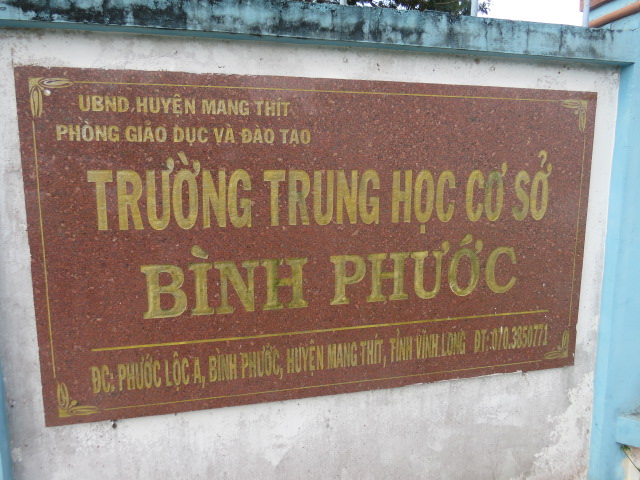 UBND HUYỆN MANG THÍT
PHÒNG GIÁO DỤC VÀ ĐÀO TẠO
TRƯỜNG TRUNG HỌC CƠ SỞ
BÌNH PHƯỚC
ĐC: PHƯỚC LỘC A, BÌNH PHƯỚC, HUYỆN MANG THÍT, TỈNH VĨNH LONG ĐT: 070.3850771